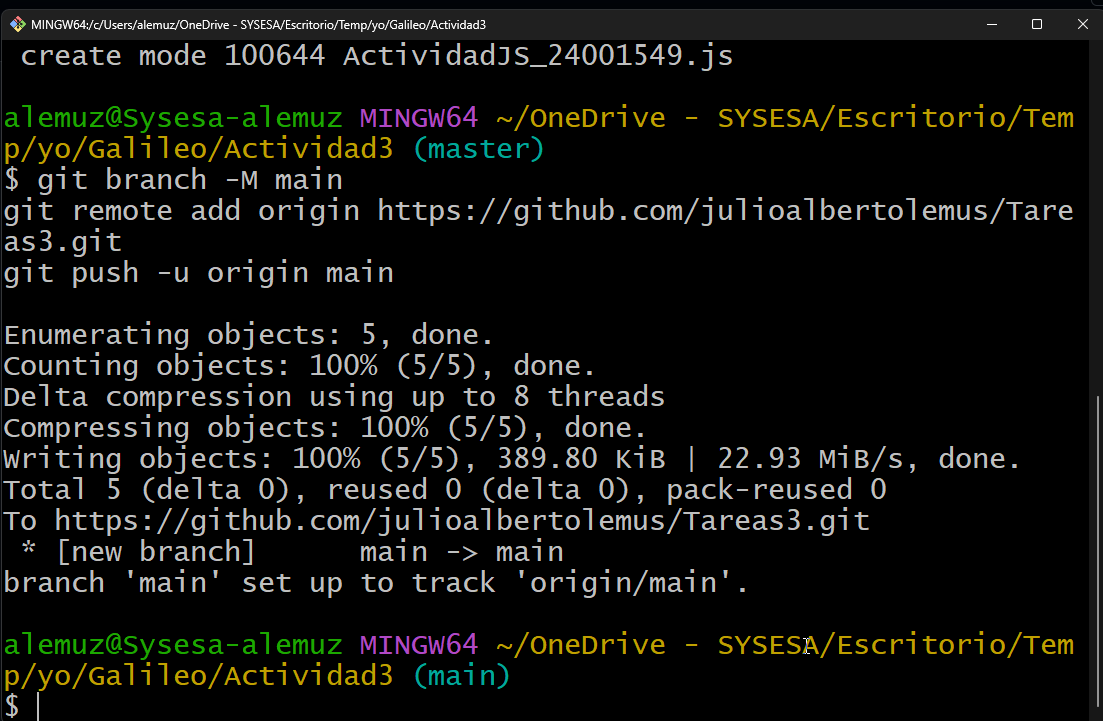 MINGW64:/c/Users/alemuz/OneDrive - SYSESA/Escritorio/Temp/yo/Galileo/Actividad3
 create mode 100644 ActividadJS_24001549.js
alemuz@Sysesa-alemuz MINGW64 ~/OneDrive - SYSESA/Escritorio/Tem
p/yo/Galileo/Actividad3 (master)
$ git branch -M main
git remote add origin https://github.com/julioalbertolemus/Tare
as3.git
git push -u origin main
Enumerating objects: 5, done.
Counting objects: 100% (5/5), done.
Delta compression using up to 8 threads
Compressing objects: 100% (5/5), done.
Writing objects: 100% (5/5), 389.80 KiB | 22.93 MiB/s, done.
Total 5 (delta 0), reused 0 (delta 0), pack-reused 0
To https://github.com/julioalbertolemus/Tareas3.git
 * [new branch]      main -> main
branch 'main' set up to track 'origin/main'.
alemuz@Sysesa-alemuz MINGW64 ~/OneDrive - SYSESA/Escritorio/Tem
p/yo/Galileo/Actividad3 (main)
$